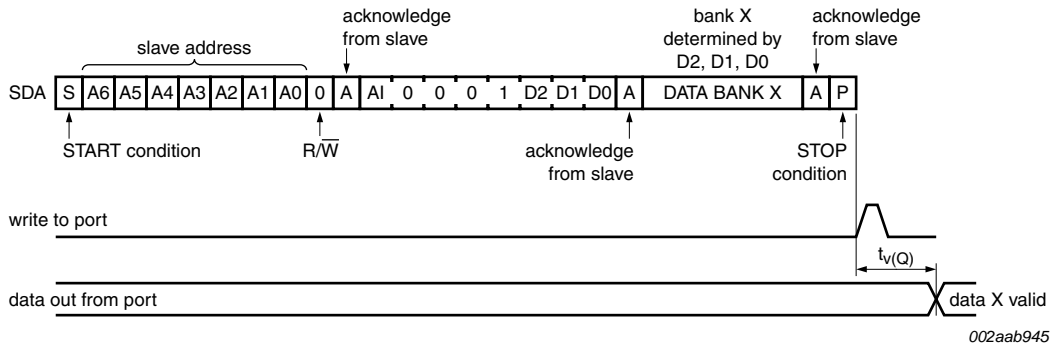 acknowledge
from slave
bank X
determined by
D2, D1, D0
acknowledge
from slave
slave address
SDA S A6 A5 A4 A3 A2 A1 A0 0 A AI 0 0 0 1 D2 D1 D0 A DATA BANK X A P
START condition
R/W
acknowledge
from slave
STOP
condition
write to port
tv(Q)
data out from port
data X valid
002aab945